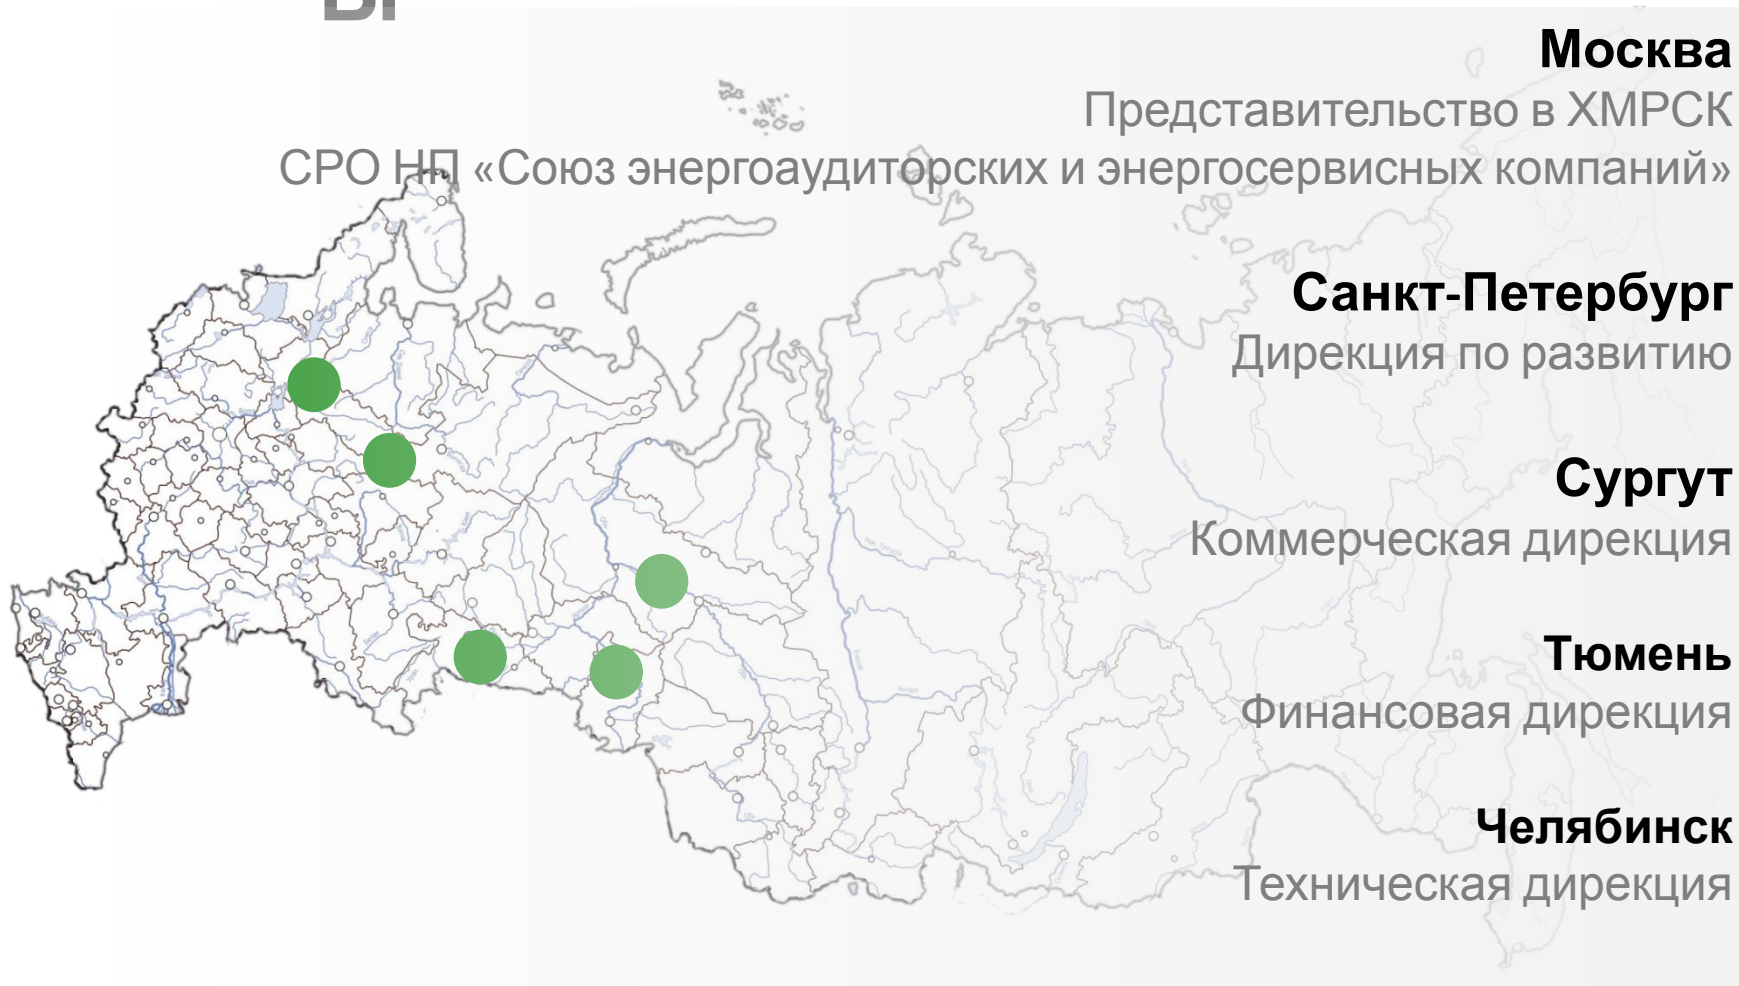 Москва
Представительство в ХМРСК
СРО НП «Союз энергоаудиторских и энергосервисных компаний»
Санкт-Петербург
Дирекция по развитию
Сургут
Коммерческая дирекция
Тюмень
Финансовая дирекция
Челябинск
Техническая дирекция